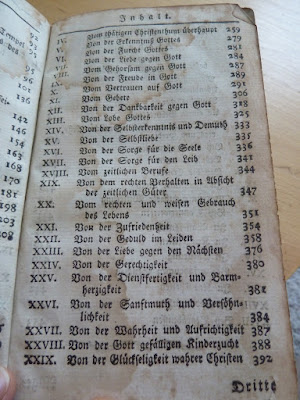 Inhalt.
IV. Vom thätigen Christenthum überhaupt 259
V. Von der Erkenntniß Gottes 279
VI. Von der Furcht Gottes 281
VII. Von der Liebe gegen Gott 284
VIII. Vom Gehorsam gegen Gott 287
IX. Von der Freude in Gott 289
X. Vom Vertrauen auf Gott 291
XI. Vom Gebete 306
XII. Von der Dankbarkeit gegen Gott 318
XIII. Vom Lobe Gottes 325
XIV. Von der Selbsterkenntnis und Demuth 333
XV. Von der Selbstliebe 335
XVI. Von der Sorge für die Seele 336
XVII. Von der Sorge für den Leib 341
XVIII. Vom zeitlichen Berufe 344
XIX. Von dem rechten Verhalten in Absicht
der zeitlichen Güter 347
XX. Vom rechten und weisen Gebrauch
des Lebens 351
XXI. Von der Zufriedenheit 354
XXII. Von der Geduld im Leiden 358
XXIII. Von der Liebe gegen den Nächsten 376
XXIV. Von der Gerechtigkeit 380
XXV. Von der Dienstfertigkeit und Barm-
herzigkeit 381
XXVI. Von der Sanftmuth und Versöhn-
lichkeit 384
XXVII. Von der Wahrheit und Aufrichtigkeit 387
XXVIII. Von der Gott gefälligen Kinderzucht 388
XXIX. Von der Glückseligkeit wahrer Christen 392
Dritte